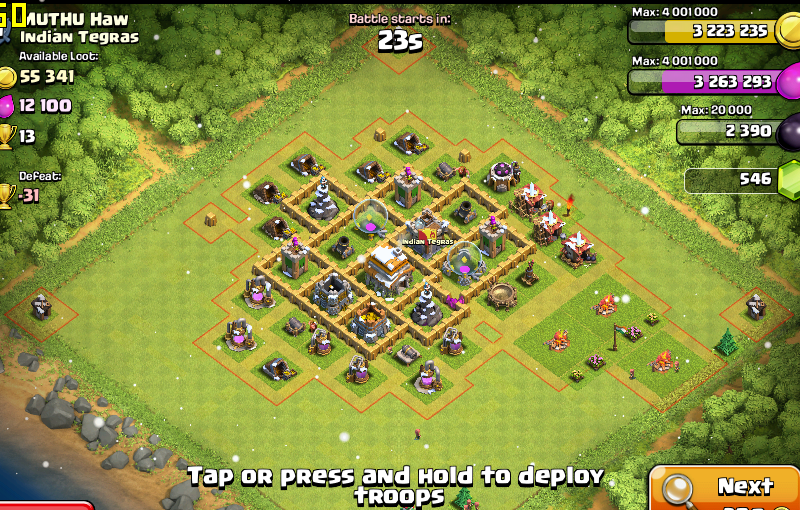 MUTHU Haw
Indian Tegras
Available Loot:
55 341
12 100
13
Defeat:
-31
Battle starts in:
23s
Max: 4 001 000
3 223 235
Max: 4 001 000
3 263 293
Max: 20 000
2 390
546
Indian Tegras
Tap or press and hold to deploy
troops
Next